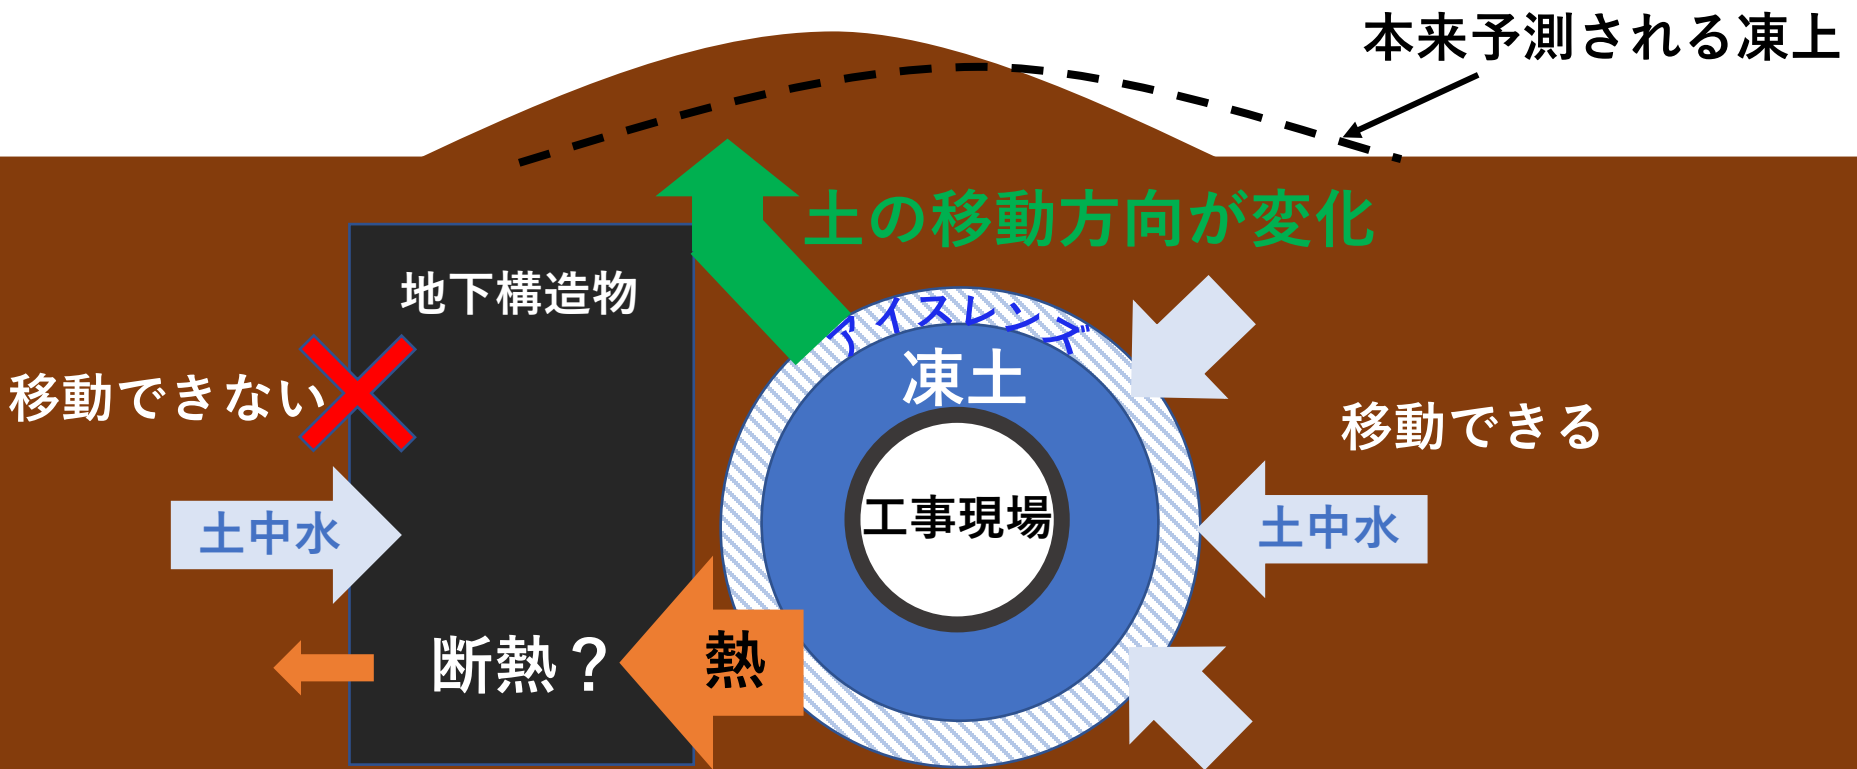 本来予測される凍上
土の移動方向が変化
地下構造物
アイスレンズ
凍土
移動できない
移動できる
工事現場
土中水
土中水
断熱？
熱